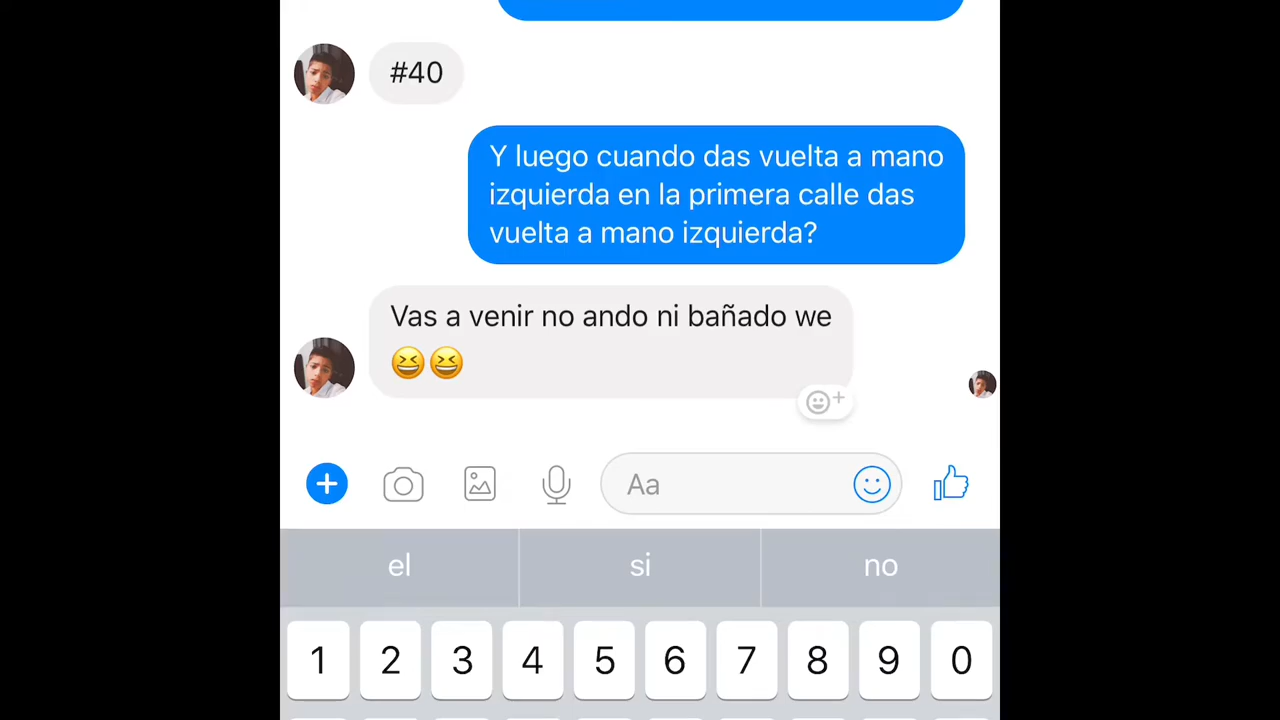 #40
Y luego cuando das vuelta a mano
izquierda en la primera calle das
vuelta a mano izquierda?
Vas a venir no ando ni bañado we
😆😆
Aa
el si no
1 2 3 4 5 6 7 8 9 0